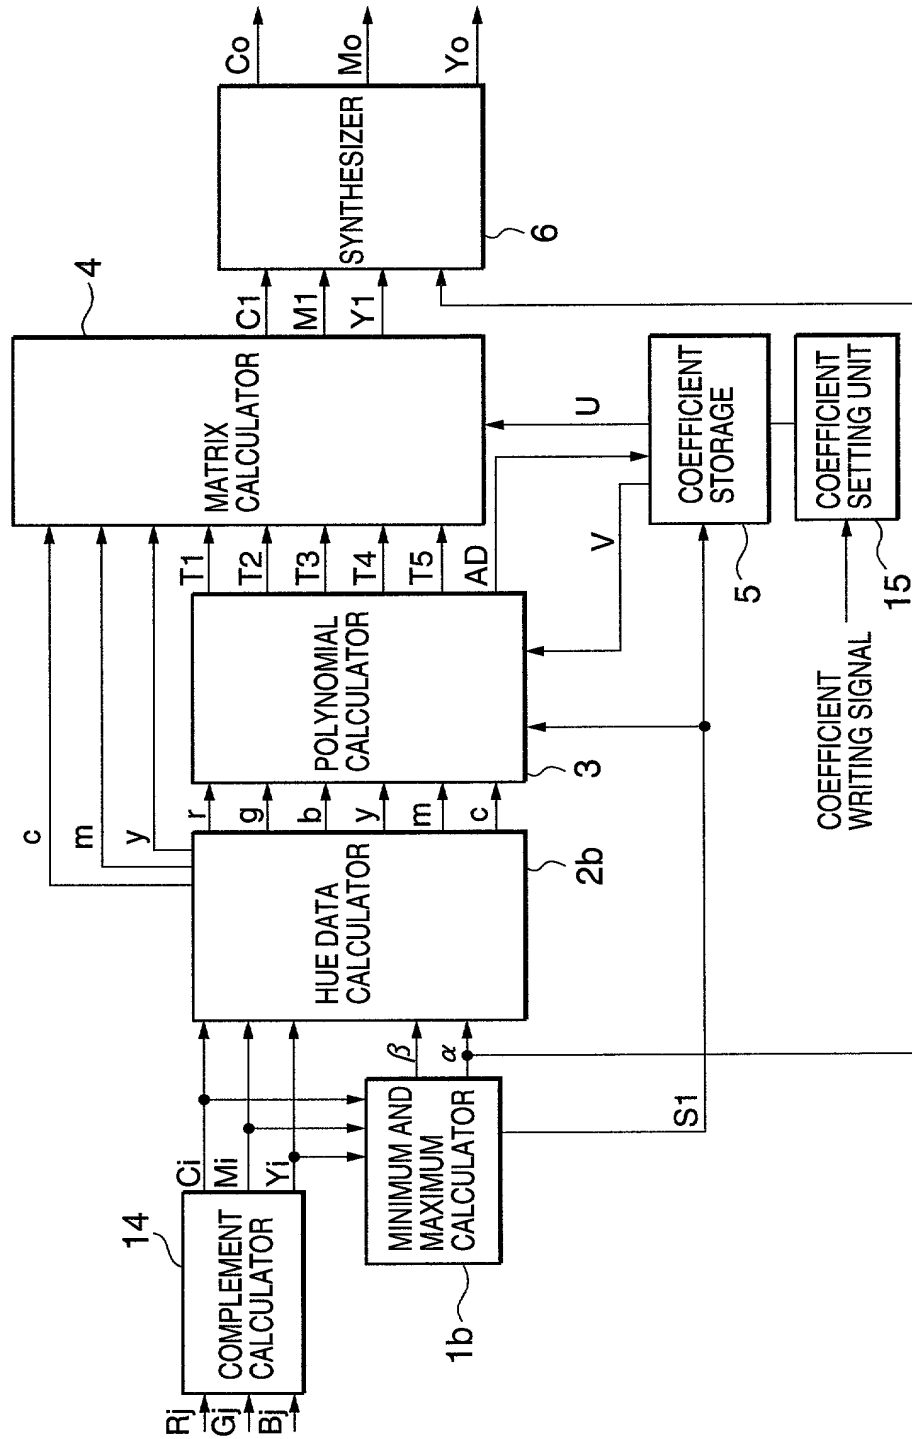 Rj
Gj
Bj
14
COMPLEMENT
CALCULATOR
Ci
Mi
Yi
1b
MINIMUM AND
MAXIMUM
CALCULATOR
β
α
S1
HUE DATA
CALCULATOR
2b
c
m
y
r
g
b
y
m
c
POLYNOMIAL
CALCULATOR
3
T1
T2
T3
T4
T5
AD
V
U
MATRIX
CALCULATOR
4
COEFFICIENT
STORAGE
5
COEFFICIENT
SETTING UNIT
15
COEFFICIENT
WRITING SIGNAL
C1
M1
Y1
SYNTHESIZER
6
Co
Mo
Yo